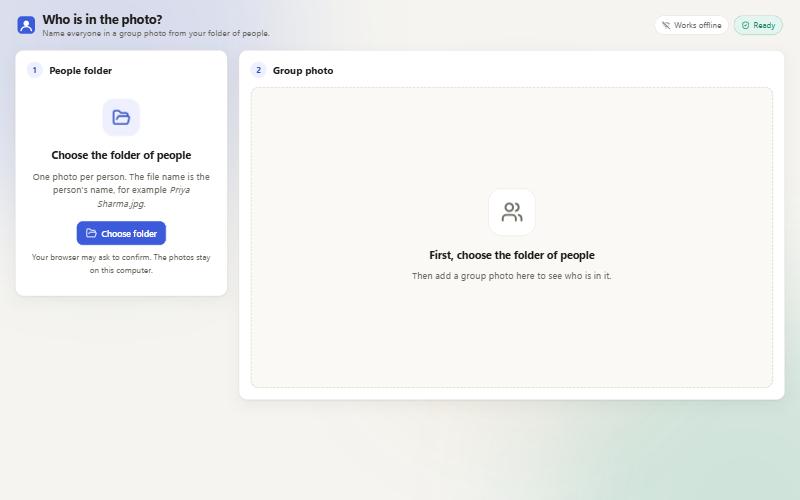 Who is in the photo?
Name everyone in a group photo from your folder of people.
Works offline
Ready
1 People folder
Choose the folder of people
One photo per person. The file name is the
person's name, for example Priya
Sharma.jpg.
Choose folder
Your browser may ask to confirm. The photos stay
on this computer.
2 Group photo
First, choose the folder of people
Then add a group photo here to see who is in it.